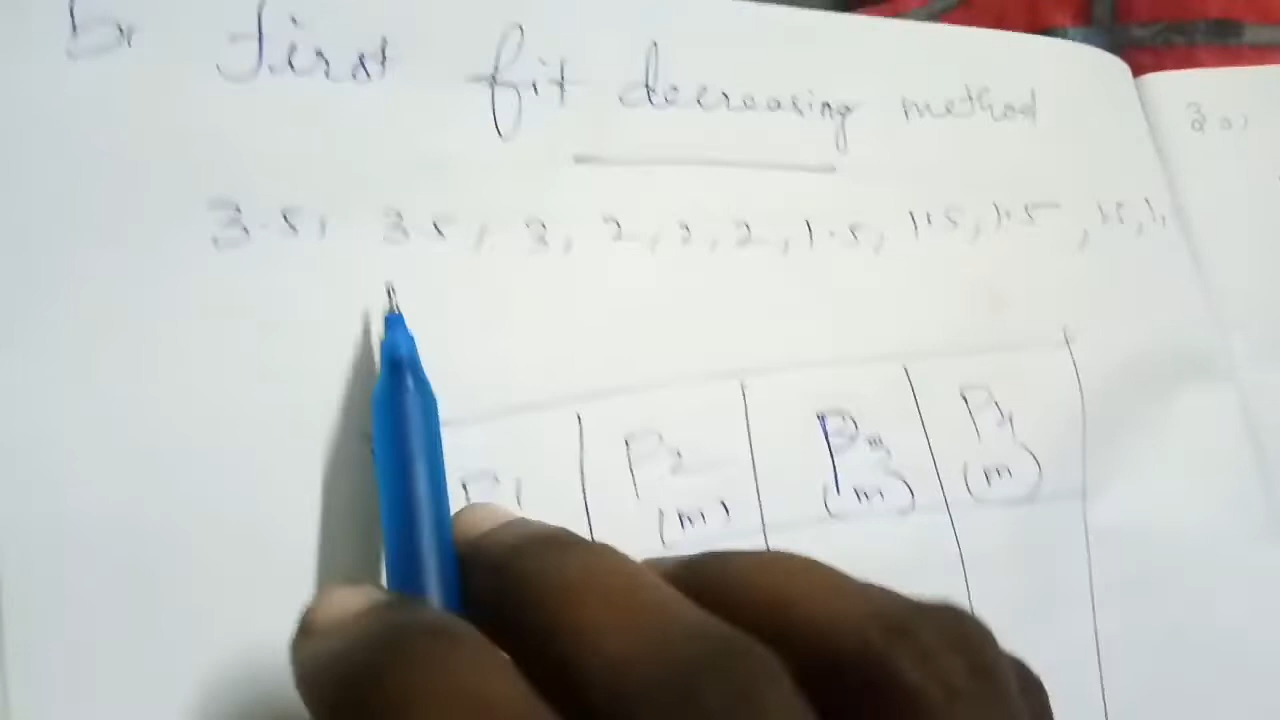 b. First fit decreasing method
3.5, 3.5, 3, 2, 2, 2, 1.5, 1.5, 1.5, 1.5, 1,
P1 P2 P3 P4
(m) (m) (m)